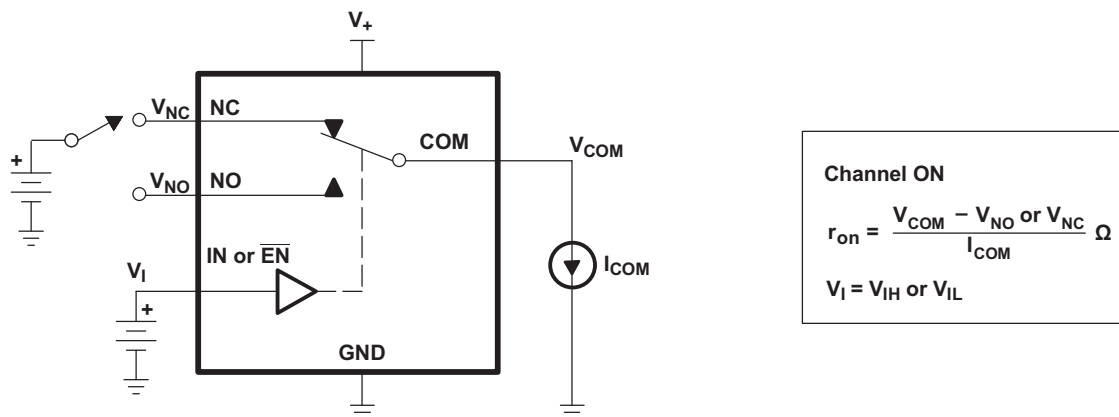 V+
VNC NC
COM
VCOM
+
VNO NO
IN or EN
VI
+
ICOM
GND
Channel ON
ron = VCOM – VNO or VNC / ICOM Ω
VI = VIH or VIL